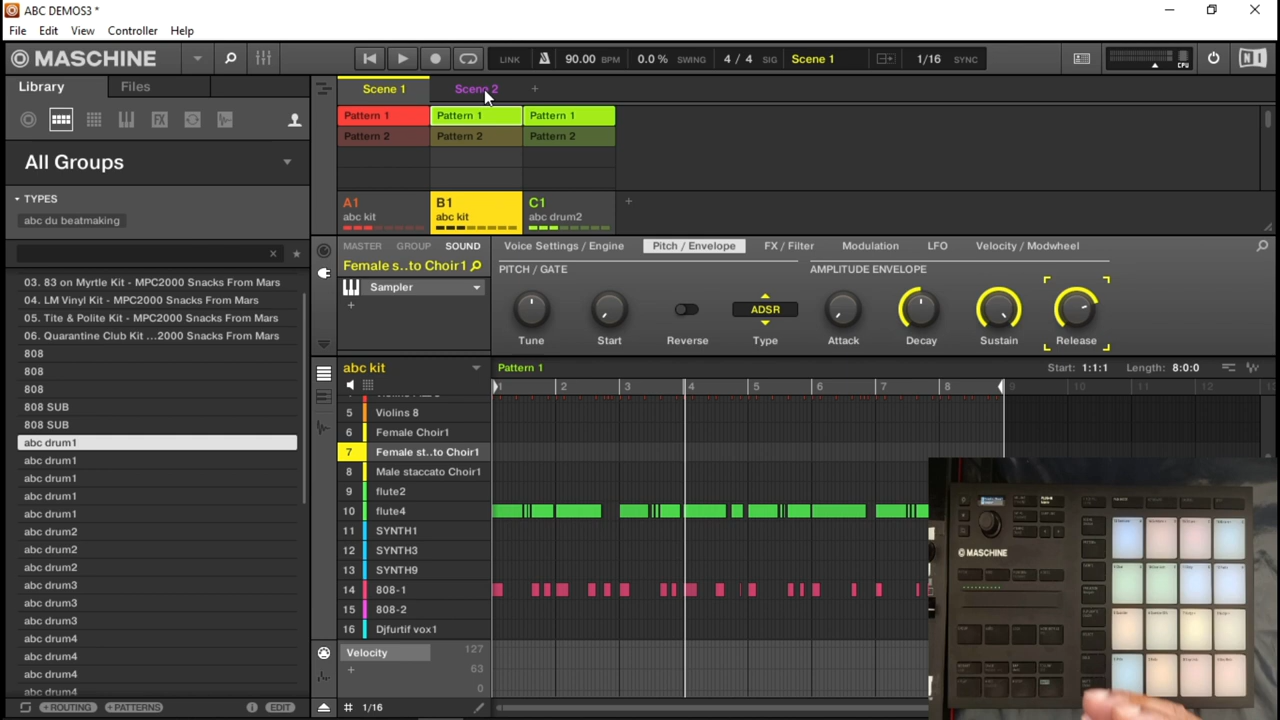 ABC DEMOS3 *
File Edit View Controller Help
MASCHINE
LINK
90.00 BPM
0.0% SWING
4 / 4 SIG
Scene 1
1/16 SYNC
CPU
Library Files
Scene 1 Scene 2 +
Pattern 1 Pattern 1 Pattern 1
Pattern 2 Pattern 2 Pattern 2
All Groups
TYPES
abc du beatmaking
A1 B1 C1 +
abc kit abc kit abc drum2
MASTER GROUP SOUND
Voice Settings / Engine Pitch / Envelope FX / Filter Modulation LFO Velocity / Modwheel
Female s..to Choir1
PITCH / GATE
AMPLITUDE ENVELOPE
Sampler
+
ADSR
Tune Start Reverse Type Attack Decay Sustain Release
03. 83 on Myrtle Kit - MPC2000 Snacks From Mars
04. LM Vinyl Kit - MPC2000 Snacks From Mars
05. Tite & Polite Kit - MPC2000 Snacks From Mars
06. Quarantine Club Kit ...2000 Snacks From Mars
808
808
808
808 SUB
808 SUB
abc drum1
abc drum1
abc drum1
abc drum1
abc drum1
abc drum2
abc drum2
abc drum3
abc drum3
abc drum3
abc drum4
abc drum4
abc drum4
abc drum4
ROUTING + PATTERNS EDIT
abc kit
Pattern 1
Start: 1:1:1 Length: 8:0:0
1 2 3 4 5 6 7 8 9 10 11 12
5 Violins 8
6 Female Choir1
7 Female st..to Choir1
8 Male staccato Choir1
9 flute2
10 flute4
11 SYNTH1
12 SYNTH3
13 SYNTH9
14 808-1
15 808-2
16 Djfurtif vox1
Velocity 127
+ 63
0
1/16
MASCHINE